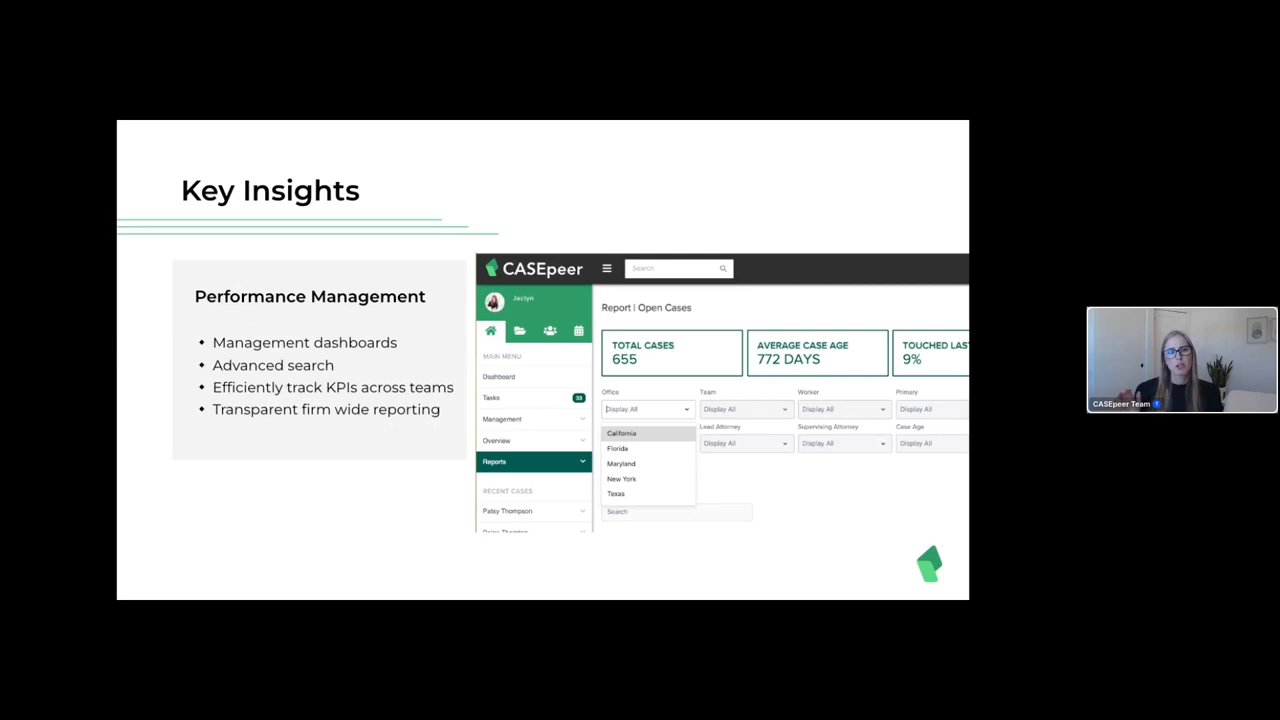 Key Insights
Performance Management
Management dashboards
Advanced search
Efficiently track KPIs across teams
Transparent firm wide reporting
CASEpeer
Search
Jaclyn
MAIN MENU
Dashboard
Tasks 33
Management
Overview
Reports
RECENT CASES
Patsy Thompson
Report | Open Cases
TOTAL CASES
655
AVERAGE CASE AGE
772 DAYS
TOUCHED LAST
9%
Office Team Worker Primary
Display All Display All Display All Display All
Lead Attorney Supervising Attorney Case Age
Display All Display All Display All
California
Florida
Maryland
New York
Texas
Search
CASEpeer Team